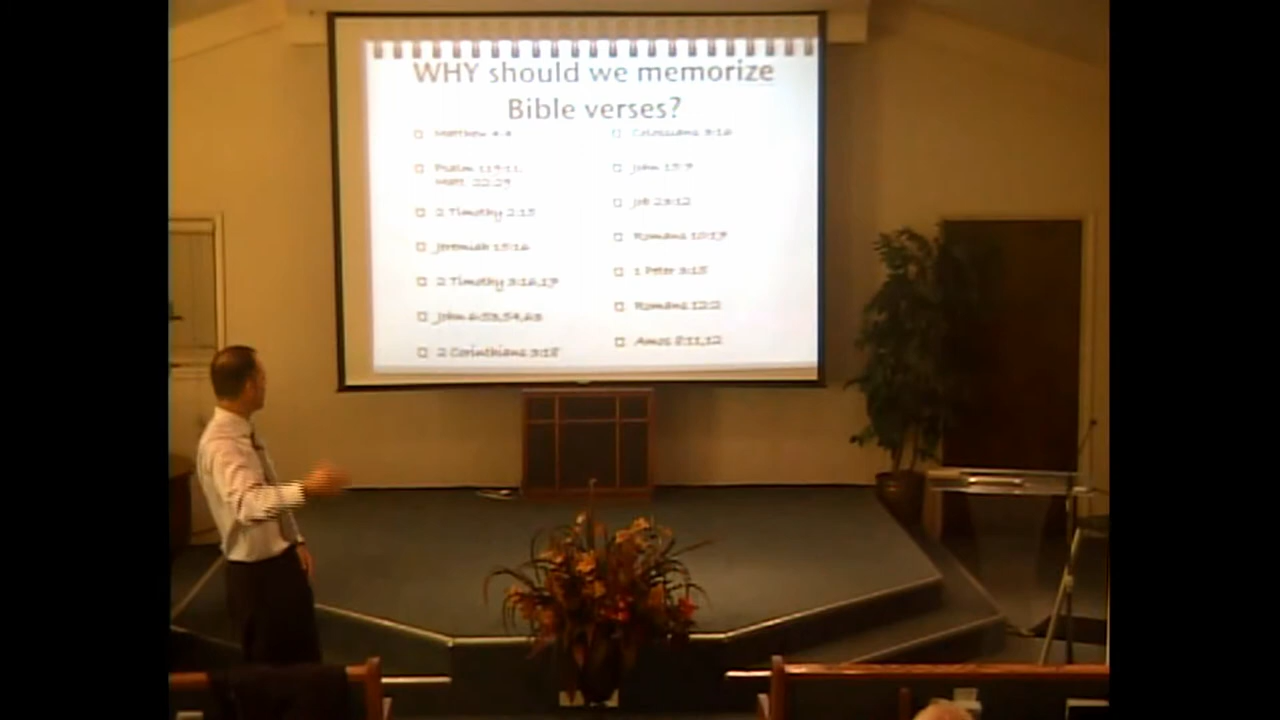 WHY should we memorize
Bible verses?
Matthew 4:4
Psalm 119:11,
Matt. 22:29
2 Timothy 2:15
Jeremiah 15:16
2 Timothy 3:16,17
John 6:53,54,63
2 Corinthians 3:18
Colossians 3:16
John 15:7
Job 23:12
Romans 10:17
1 Peter 3:15
Romans 12:2
Amos 8:11,12